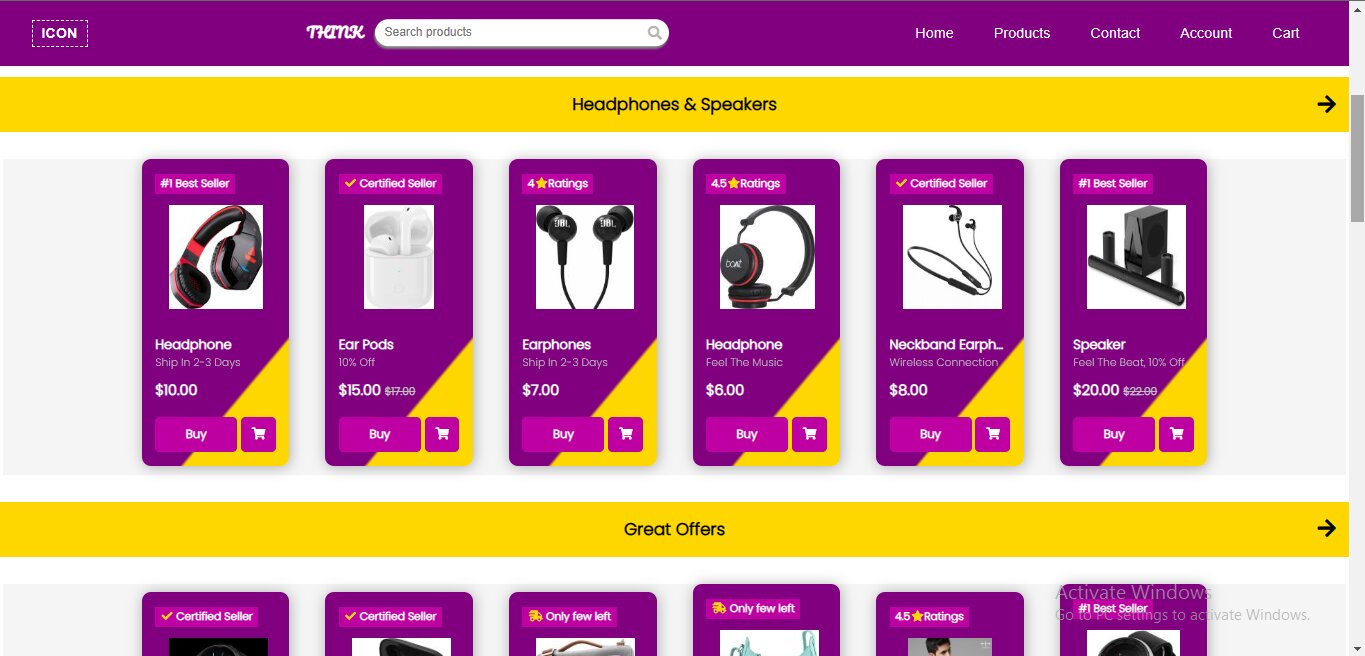 ICON
THINK
Search products
Home
Products
Contact
Account
Cart
Headphones & Speakers
#1 Best Seller
Certified Seller
4 Ratings
4.5 Ratings
Certified Seller
#1 Best Seller
JBL JBL
boAt
Headphone
Ship In 2-3 Days
$10.00
Buy
Ear Pods
10% Off
$15.00 $17.00
Buy
Earphones
Ship In 2-3 Days
$7.00
Buy
Headphone
Feel The Music
$6.00
Buy
Neckband Earph...
Wireless Connection
$8.00
Buy
Speaker
Feel The Beat, 10% Off
$20.00 $22.00
Buy
Great Offers
Certified Seller
Certified Seller
Only few left
Only few left
4.5 Ratings
#1 Best Seller
Activate Windows
Go to PC settings to activate Windows.